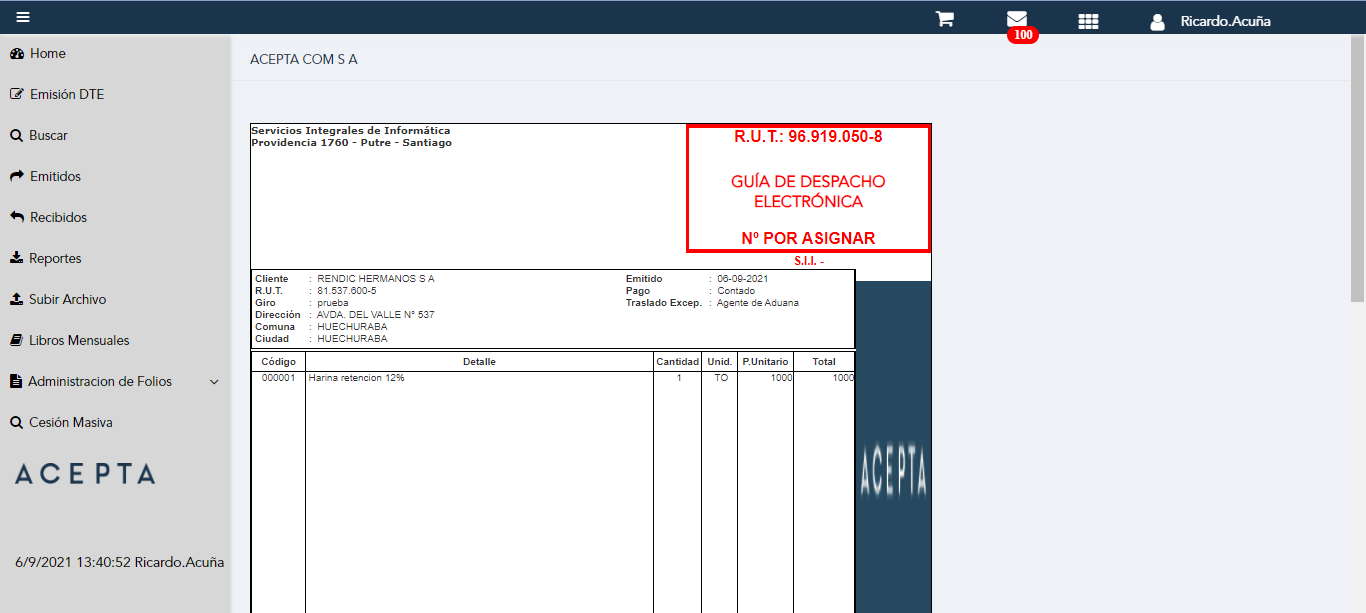 Ricardo.Acuña
100
Home
Emisión DTE
Buscar
Emitidos
Recibidos
Reportes
Subir Archivo
Libros Mensuales
Administracion de Folios
Cesión Masiva
ACEPTA
6/9/2021 13:40:52 Ricardo.Acuña
ACEPTA COM S A
Servicios Integrales de Informática
Providencia 1760 - Putre - Santiago
R.U.T.: 96.919.050-8
GUÍA DE DESPACHO
ELECTRÓNICA
Nº POR ASIGNAR
S.I.I. -
Cliente : RENDIC HERMANOS S A Emitido : 06-09-2021
R.U.T. : 81.537.600-5 Pago : Contado
Giro : prueba Traslado Excep. : Agente de Aduana
Dirección : AVDA. DEL VALLE N° 537
Comuna : HUECHURABA
Ciudad : HUECHURABA
Código Detalle Cantidad Unid. P.Unitario Total
000001 Harina retencion 12% 1 TO 1000 1000
ACEPTA